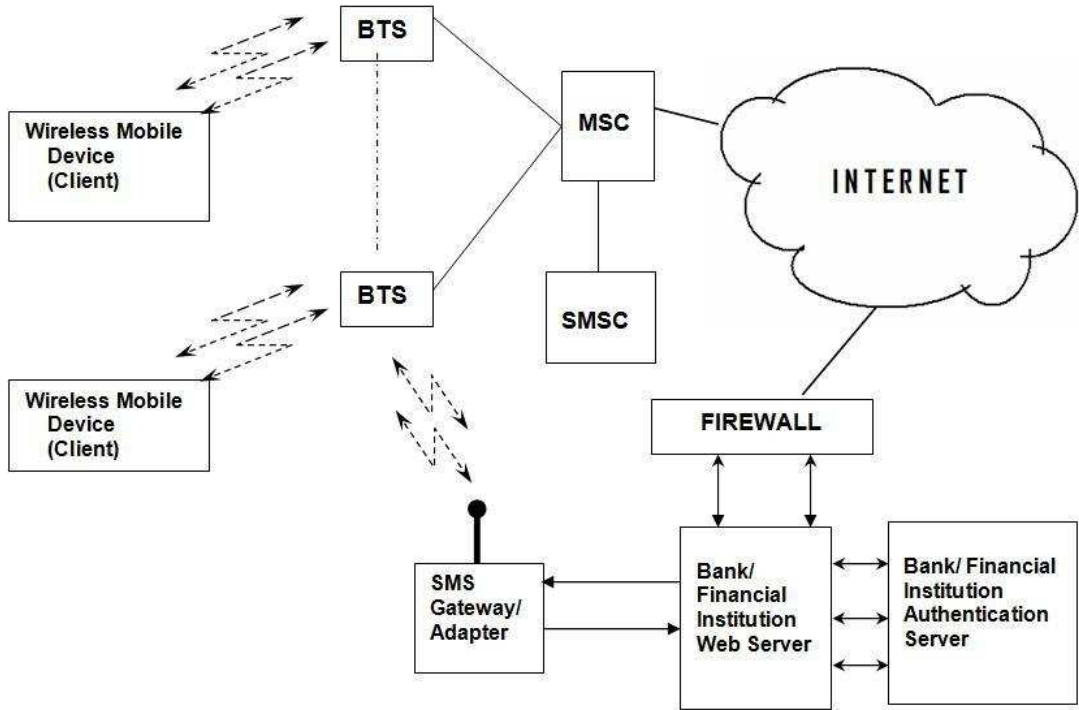 BTS
Wireless Mobile
Device
(Client)
MSC
INTERNET
BTS
SMSC
Wireless Mobile
Device
(Client)
FIREWALL
SMS
Gateway/
Adapter
Bank/
Financial
Institution
Web Server
Bank/ Financial
Institution
Authentication
Server